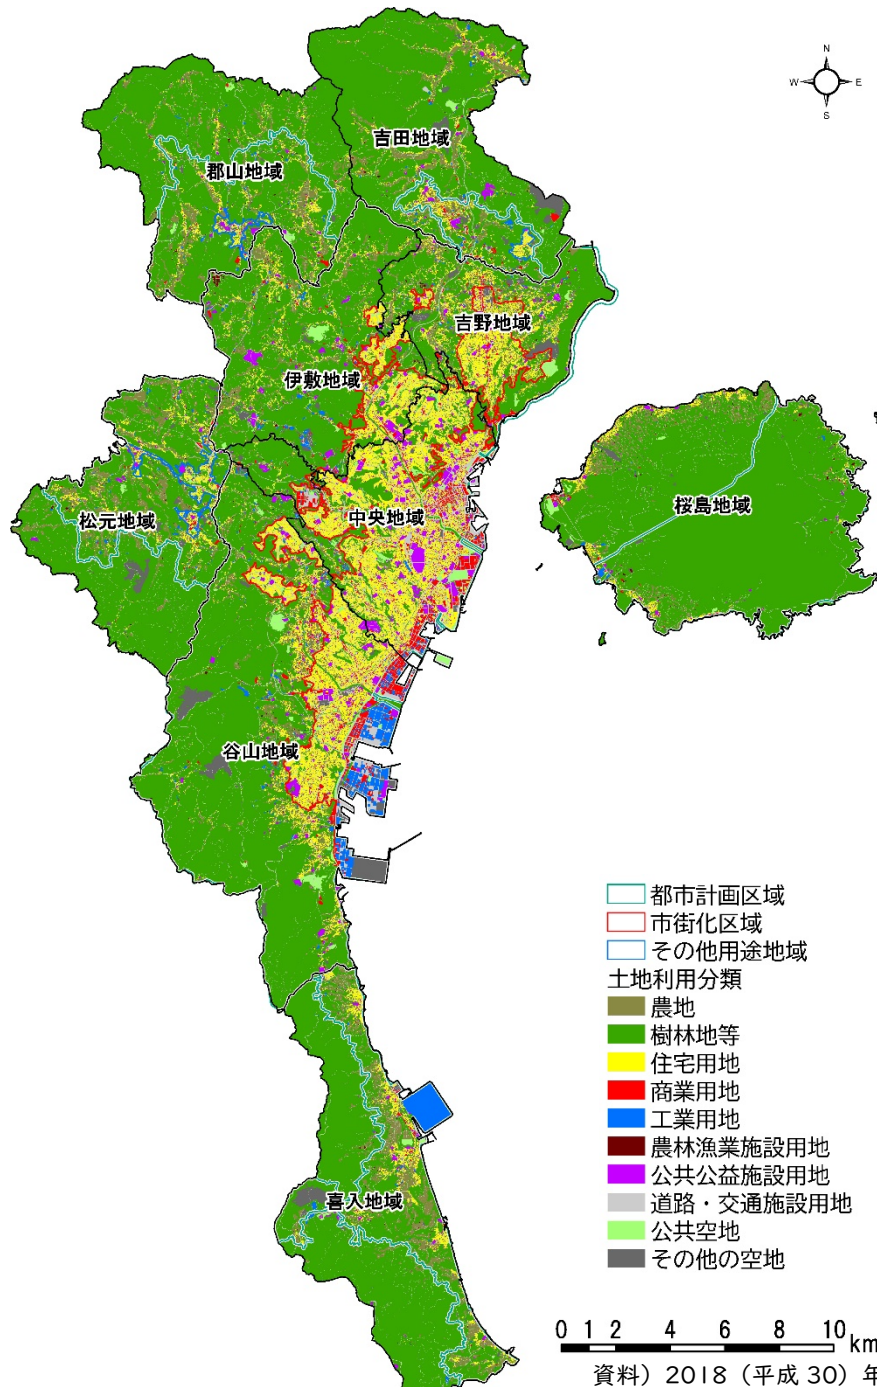 N
W E
S
吉田地域
郡山地域
吉野地域
伊敷地域
桜島地域
松元地域
中央地域
谷山地域
喜入地域
都市計画区域
市街化区域
その他用途地域
土地利用分類
農地
樹林地等
住宅用地
商業用地
工業用地
農林漁業施設用地
公共公益施設用地
道路・交通施設用地
公共空地
その他の空地
0 1 2 4 6 8 10 km
資料）2018（平成 30）年